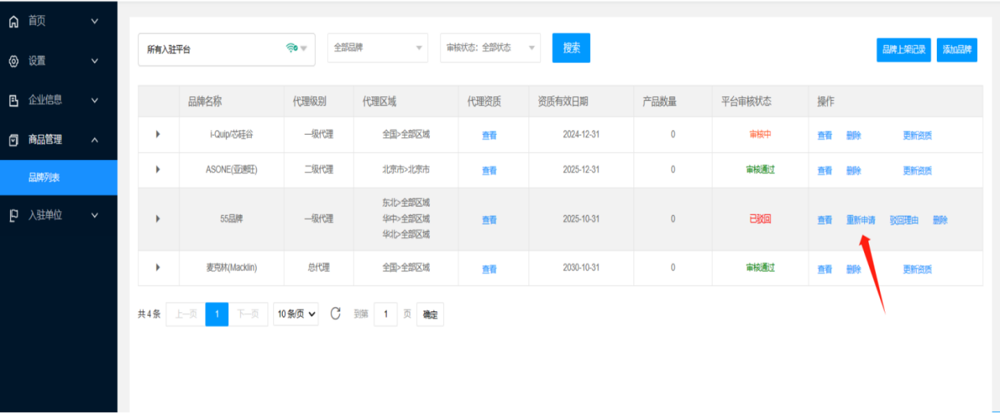 首页
设置
企业信息
商品管理
品牌列表
入驻单位
所有入驻平台 全部品牌 审核状态：全部状态 搜索 品牌上架记录 添加品牌
品牌名称 代理级别 代理区域 代理资质 资质有效日期 产品数量 平台审核状态 操作
i-Quip/芯硅谷 一级代理 全国>全部区域 查看 2024-12-31 0 审核中 查看 删除 更新资质
ASONE(亚速旺) 二级代理 北京市>北京市 查看 2025-12-31 0 审核通过 查看 删除 更新资质
东北>全部区域
55品牌 一级代理 华中>全部区域 查看 2025-10-31 0 已驳回 查看 重新申请 驳回理由 删除
华北>全部区域
麦克林(Macklin) 总代理 全国>全部区域 查看 2030-10-31 0 审核通过 查看 删除 更新资质
共 4 条 上一页 1 下一页 10 条/页 到第 1 页 确定